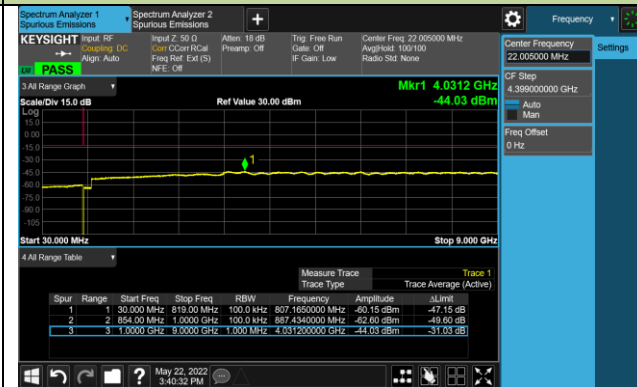 Spectrum Analyzer 1
Spurious Emissions
Spectrum Analyzer 2
Spurious Emissions
+
Frequency
KEYSIGHT
Input: RF
Coupling: DC
Align: Auto
Input Z: 50 Ω
Corr CCorr RCal
Freq Ref: Ext (S)
NFE: Off
Atten: 18 dB
Preamp: Off
Trig: Free Run
Gate: Off
IF Gain: Low
Center Freq: 22.005000 MHz
Avg|Hold: 100/100
Radio Std: None
PASS
Center Frequency
22.005000 MHz
Settings
CF Step
4.399000000 GHz
Auto
Man
Freq Offset
0 Hz
3 All Range Graph
Mkr1 4.0312 GHz
Scale/Div 15.0 dB
Ref Value 30.00 dBm
-44.03 dBm
Log
15.0
0.00
-15.0
-30.0
-45.0
-60.0
-75.0
-90.0
-105
1
Start 30.000 MHz
Stop 9.000 GHz
4 All Range Table
Measure Trace Trace 1
Trace Type Trace Average (Active)
Spur Range Start Freq Stop Freq RBW Frequency Amplitude ΔLimit
1 1 30.000 MHz 819.00 MHz 100.0 kHz 807.1650000 MHz -60.15 dBm -47.15 dB
2 2 854.00 MHz 1.0000 GHz 100.0 kHz 887.4340000 MHz -62.60 dBm -49.60 dB
3 3 1.0000 GHz 9.0000 GHz 1.000 MHz 4.031200000 GHz -44.03 dBm -31.03 dB
?
May 22, 2022
3:40:32 PM